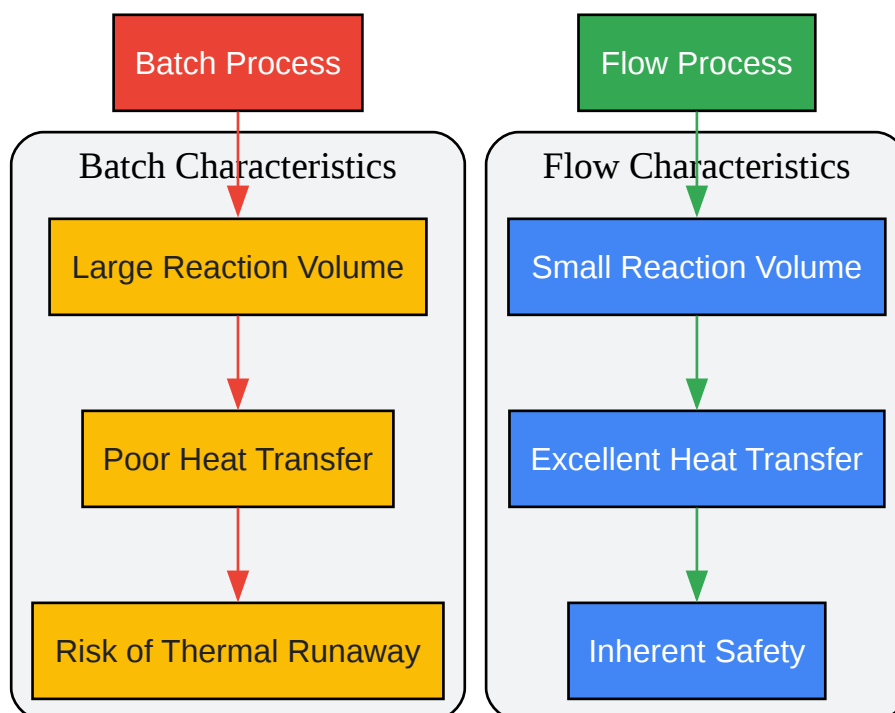 Batch Process
Flow Process
Batch Characteristics
Large Reaction Volume
Poor Heat Transfer
Risk of Thermal Runaway
Flow Characteristics
Small Reaction Volume
Excellent Heat Transfer
Inherent Safety